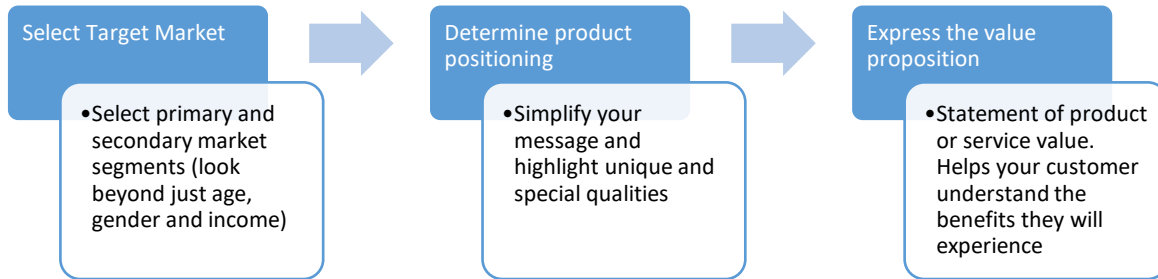 Select Target Market
•Select primary and
secondary market
segments (look
beyond just age,
gender and income)
Determine product
positioning
•Simplify your
message and
highlight unique and
special qualities
Express the value
proposition
•Statement of product
or service value.
Helps your customer
understand the
benefits they will
experience